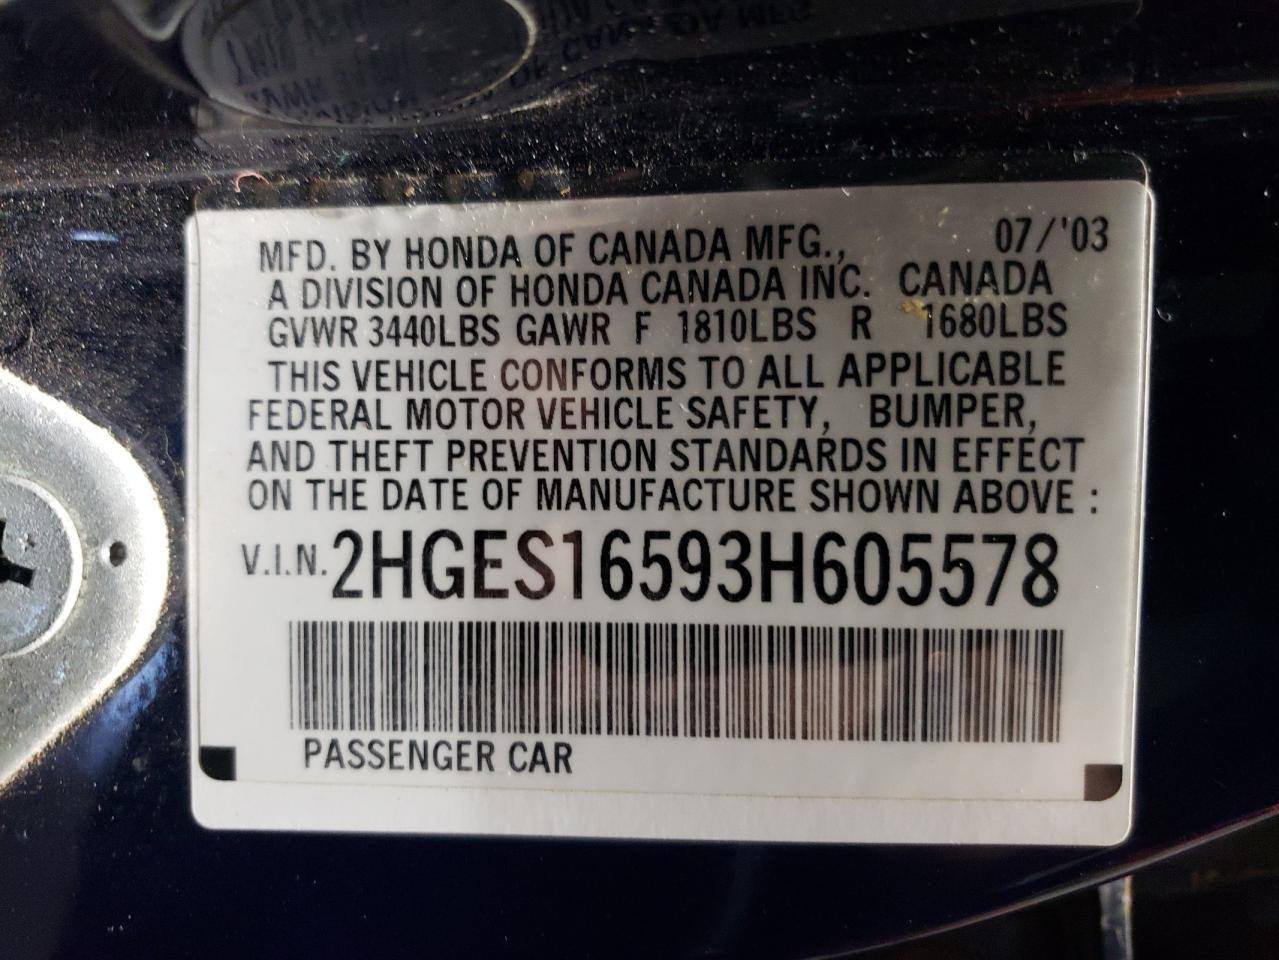 MFD. BY HONDA OF CANADA MFG., 07/'03
A DIVISION OF HONDA CANADA INC. CANADA
GVWR 3440LBS GAWR F 1810LBS R 1680LBS
THIS VEHICLE CONFORMS TO ALL APPLICABLE
FEDERAL MOTOR VEHICLE SAFETY, BUMPER,
AND THEFT PREVENTION STANDARDS IN EFFECT
ON THE DATE OF MANUFACTURE SHOWN ABOVE :
V.I.N. 2HGES16593H605578
PASSENGER CAR